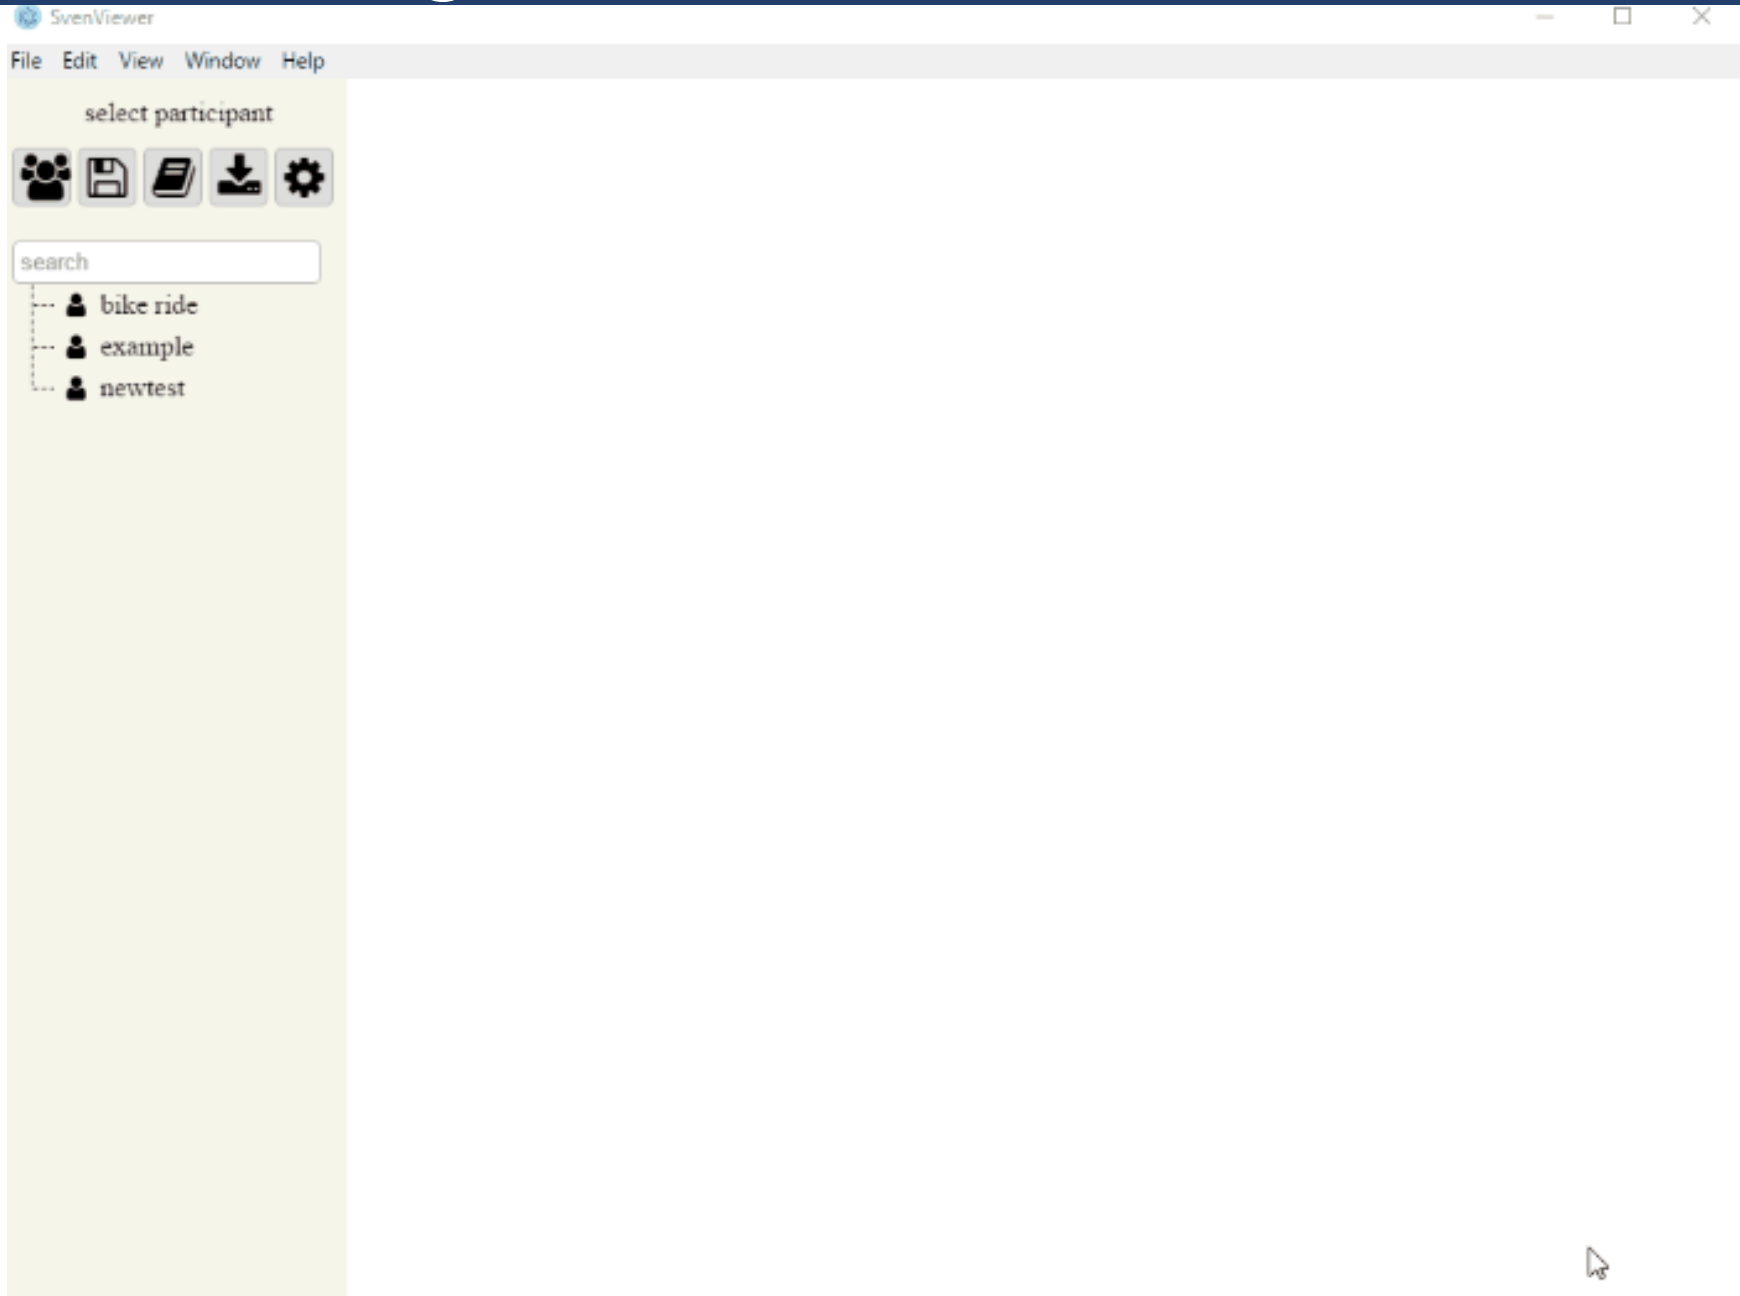 SvenViewer
File Edit View Window Help
select participant
search
bike ride
example
newtest